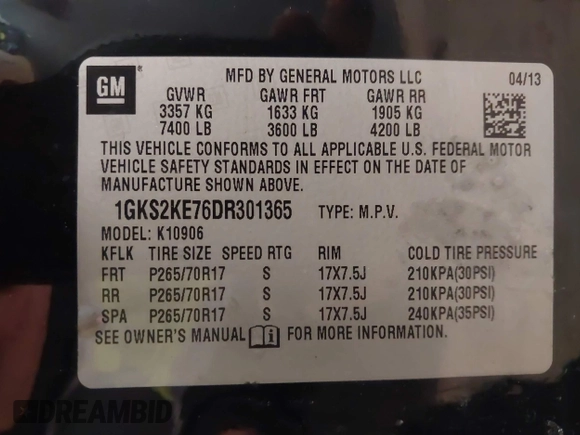 GM
MFD BY GENERAL MOTORS LLC 04/13
GVWR GAWR FRT GAWR RR
3357 KG 1633 KG 1905 KG
7400 LB 3600 LB 4200 LB
THIS VEHICLE CONFORMS TO ALL APPLICABLE U.S. FEDERAL MOTOR
VEHICLE SAFETY STANDARDS IN EFFECT ON THE DATE OF
MANUFACTURE SHOWN ABOVE.
1GKS2KE76DR301365 TYPE: M.P.V.
MODEL: K10906
KFLK TIRE SIZE SPEED RTG RIM COLD TIRE PRESSURE
FRT P265/70R17 S 17X7.5J 210KPA(30PSI)
RR P265/70R17 S 17X7.5J 210KPA(30PSI)
SPA P265/70R17 S 17X7.5J 240KPA(35PSI)
SEE OWNER'S MANUAL FOR MORE INFORMATION.
DREAMBID